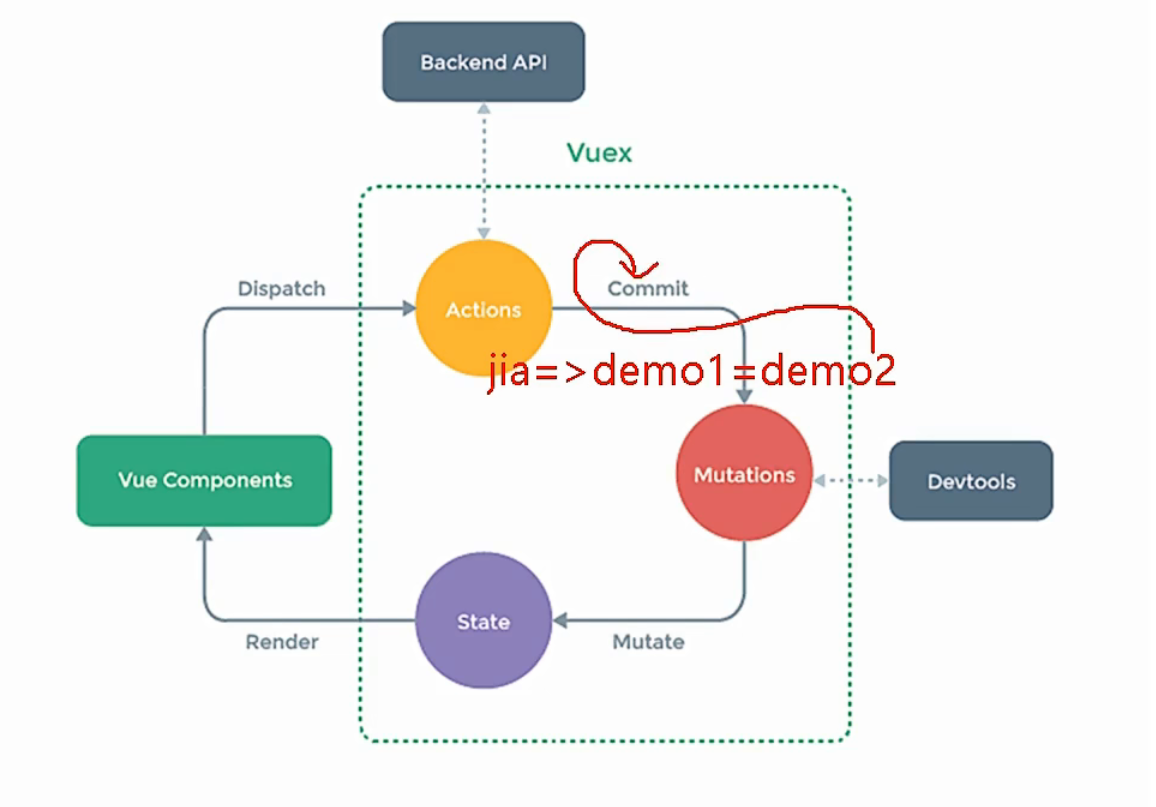 Backend API
Vuex
Dispatch
Actions
Commit
jia=>demo1=demo2
Vue Components
Mutations
Devtools
State
Render
Mutate